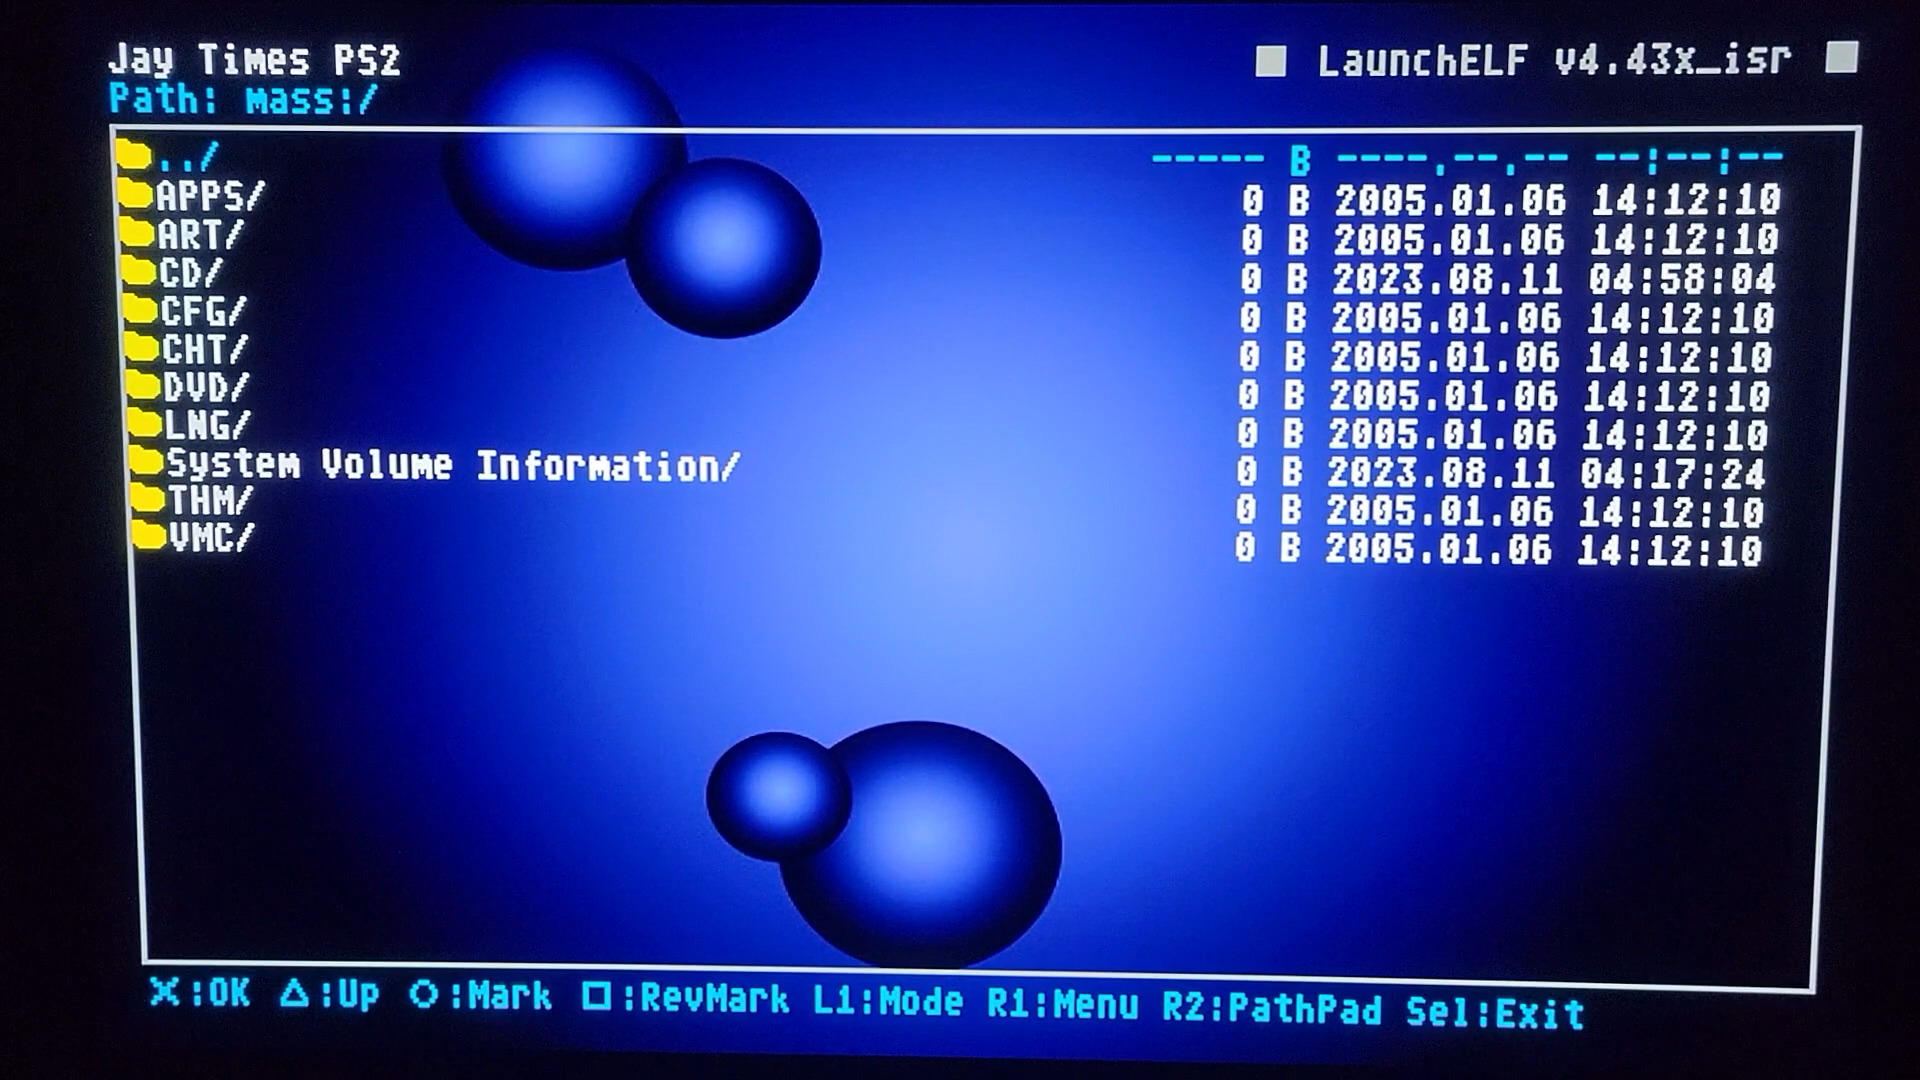 Jay Times PS2
■ LaunchELF v4.43x_isr ■
Path: mass:/
../ ----- B ----.--.-- --:--:--
APPS/ 0 B 2005.01.06 14:12:10
ART/ 0 B 2005.01.06 14:12:10
CD/ 0 B 2023.08.11 04:58:04
CFG/ 0 B 2005.01.06 14:12:10
CHT/ 0 B 2005.01.06 14:12:10
DVD/ 0 B 2005.01.06 14:12:10
LNG/ 0 B 2005.01.06 14:12:10
System Volume Information/ 0 B 2023.08.11 04:17:24
THM/ 0 B 2005.01.06 14:12:10
VMC/ 0 B 2005.01.06 14:12:10
✕:OK △:Up ○:Mark □:RevMark L1:Mode R1:Menu R2:PathPad Sel:Exit